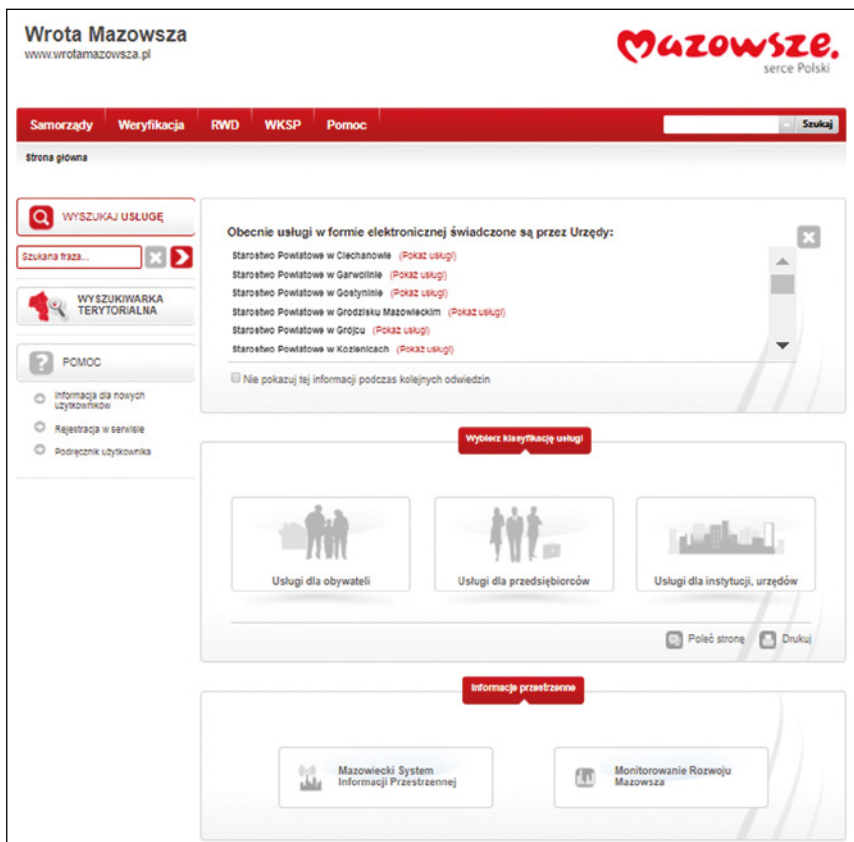 Wrota Mazowsza
www.wrotamazowsza.pl
Mazowsze.
serce Polski
Samorządy Weryfikacja RWD WKSP Pomoc Szukaj
Strona główna
WYSZUKAJ USŁUGĘ
Szukana fraza...
WYSZUKIWARKA
TERYTORIALNA
POMOC
Informacja dla nowych
użytkowników
Rejestracja w serwisie
Podręcznik użytkownika
Obecnie usługi w formie elektronicznej świadczone są przez Urzędy:
Starostwo Powiatowe w Ciechanowie (Pokaż usługi)
Starostwo Powiatowe w Garwolinie (Pokaż usługi)
Starostwo Powiatowe w Gostyninie (Pokaż usługi)
Starostwo Powiatowe w Grodzisku Mazowieckim (Pokaż usługi)
Starostwo Powiatowe w Grójcu (Pokaż usługi)
Starostwo Powiatowe w Kozienicach (Pokaż usługi)
Nie pokazuj tej informacji podczas kolejnych odwiedzin
Wybierz klasyfikację usługi
Usługi dla obywateli
Usługi dla przedsiębiorców
Usługi dla instytucji, urzędów
Poleć stronę Drukuj
Informacje przestrzenne
Mazowiecki System
Informacji Przestrzennej
Monitorowanie Rozwoju
Mazowsza